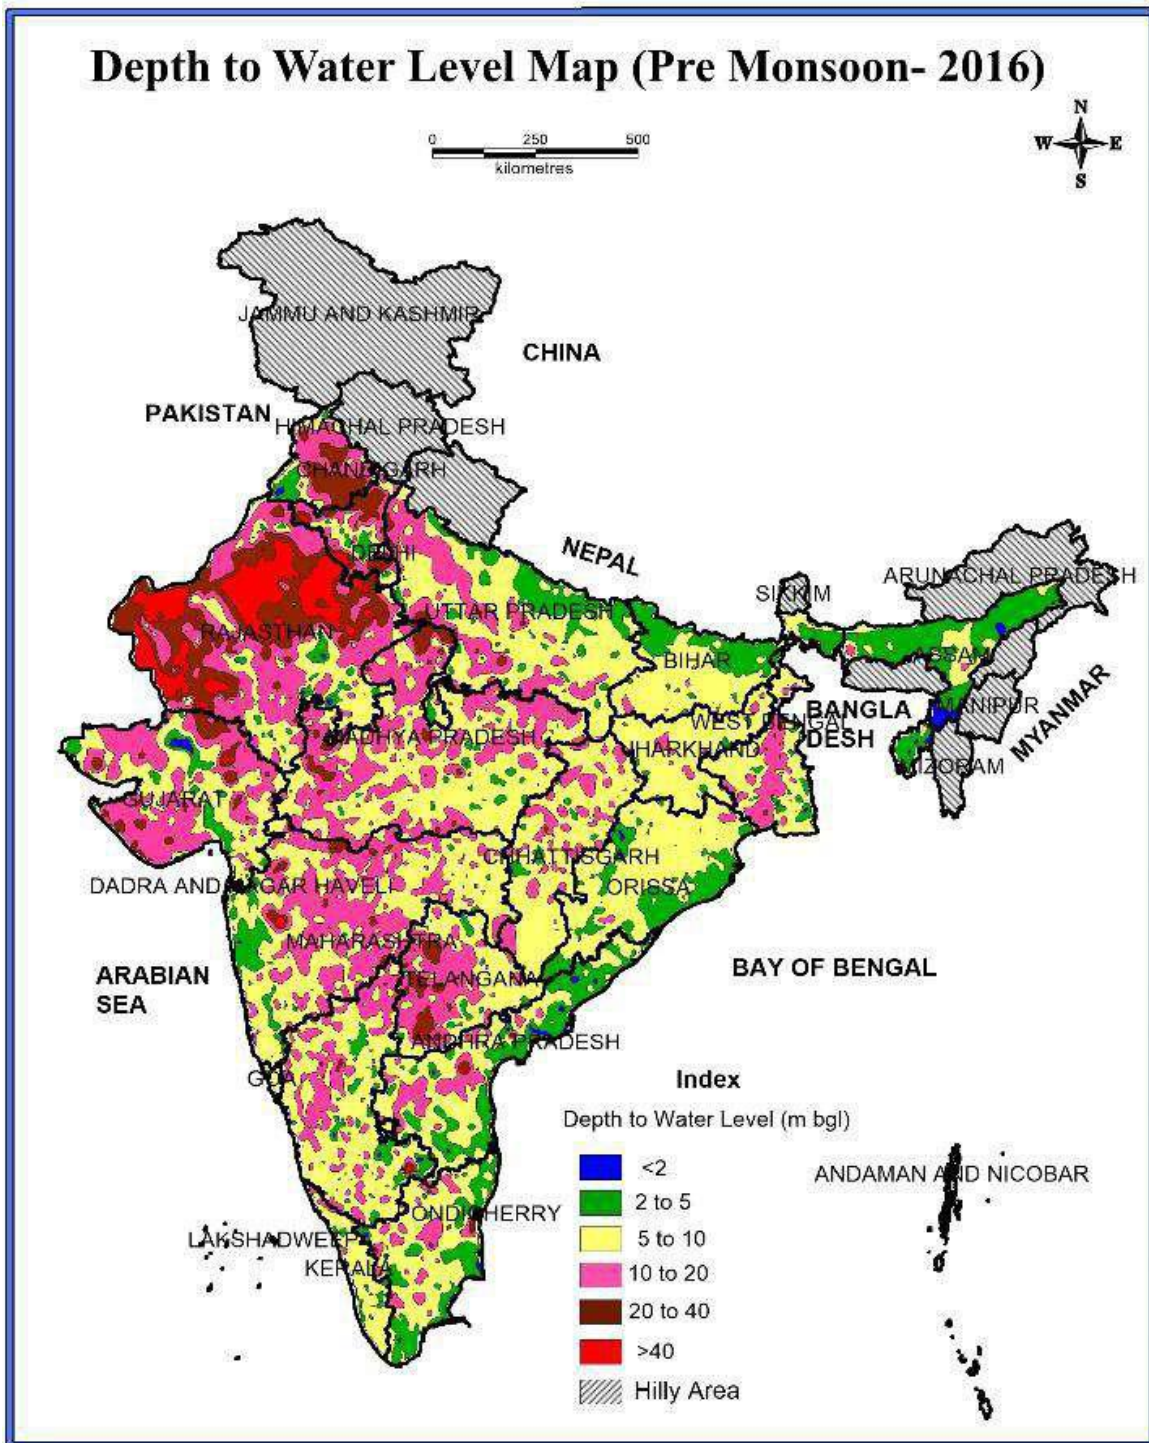 Depth to Water Level Map (Pre Monsoon- 2016)
N
W
E
S
0 250 500
kilometres
JAMMU AND KASHMIR
CHINA
PAKISTAN
HIMACHAL PRADESH
CHANDIGARH
DELHI
NEPAL
ARUNACHAL PRADESH
SIKKIM
UTTAR PRADESH
RAJASTHAN
BIHAR
ASSAM
MANIPUR
MYANMAR
BANGLA
DESH
WEST BENGAL
MADHYA PRADESH
JHARKHAND
MIZORAM
GUJARAT
CHHATTISGARH
DADRA AND NAGAR HAVELI
ORISSA
MAHARASHTRA
TELANGANA
ARABIAN
SEA
BAY OF BENGAL
ANDHRA PRADESH
GOA
Index
Depth to Water Level (m bgl)
<2
2 to 5
5 to 10
10 to 20
20 to 40
>40
Hilly Area
ANDAMAN AND NICOBAR
PONDICHERRY
LAKSHADWEEP
KERALA